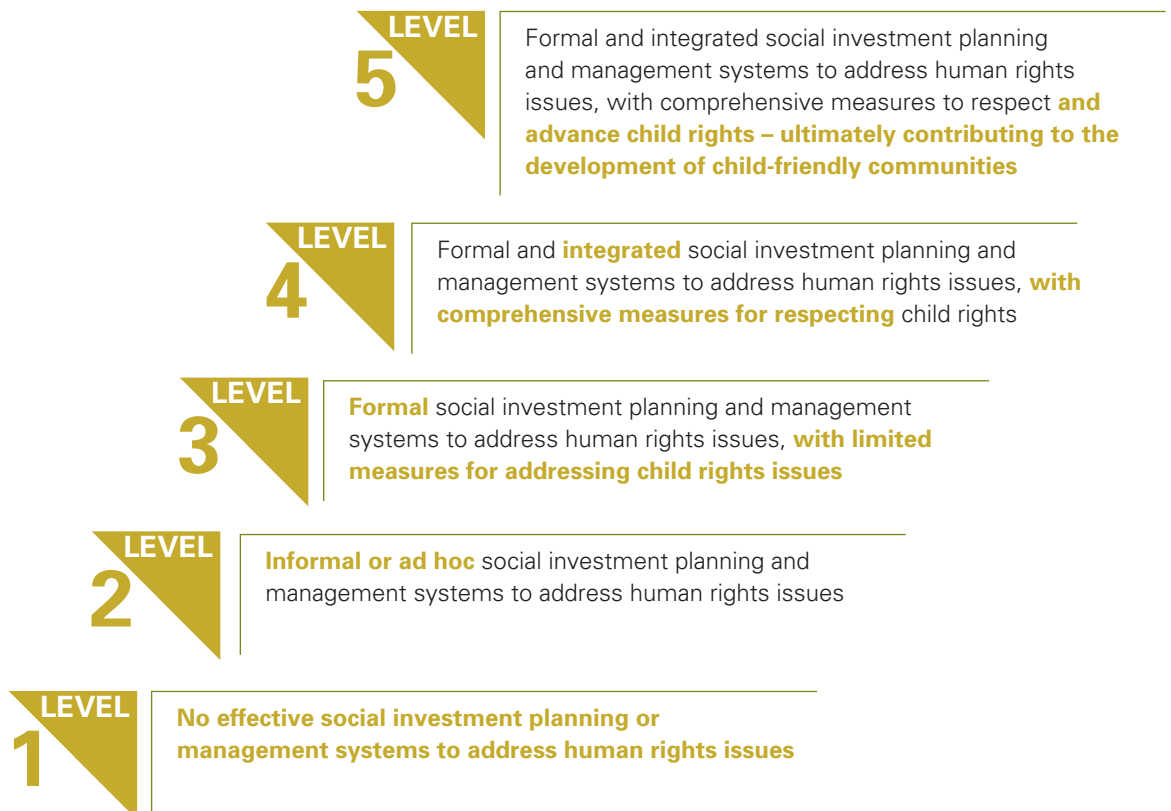 LEVEL
5
Formal and integrated social investment planning
and management systems to address human rights
issues, with comprehensive measures to respect and
advance child rights – ultimately contributing to the
development of child-friendly communities
LEVEL
4
Formal and integrated social investment planning and
management systems to address human rights issues, with
comprehensive measures for respecting child rights
LEVEL
3
Formal social investment planning and management
systems to address human rights issues, with limited
measures for addressing child rights issues
LEVEL
2
Informal or ad hoc social investment planning and
management systems to address human rights issues
LEVEL
1
No effective social investment planning or
management systems to address human rights issues